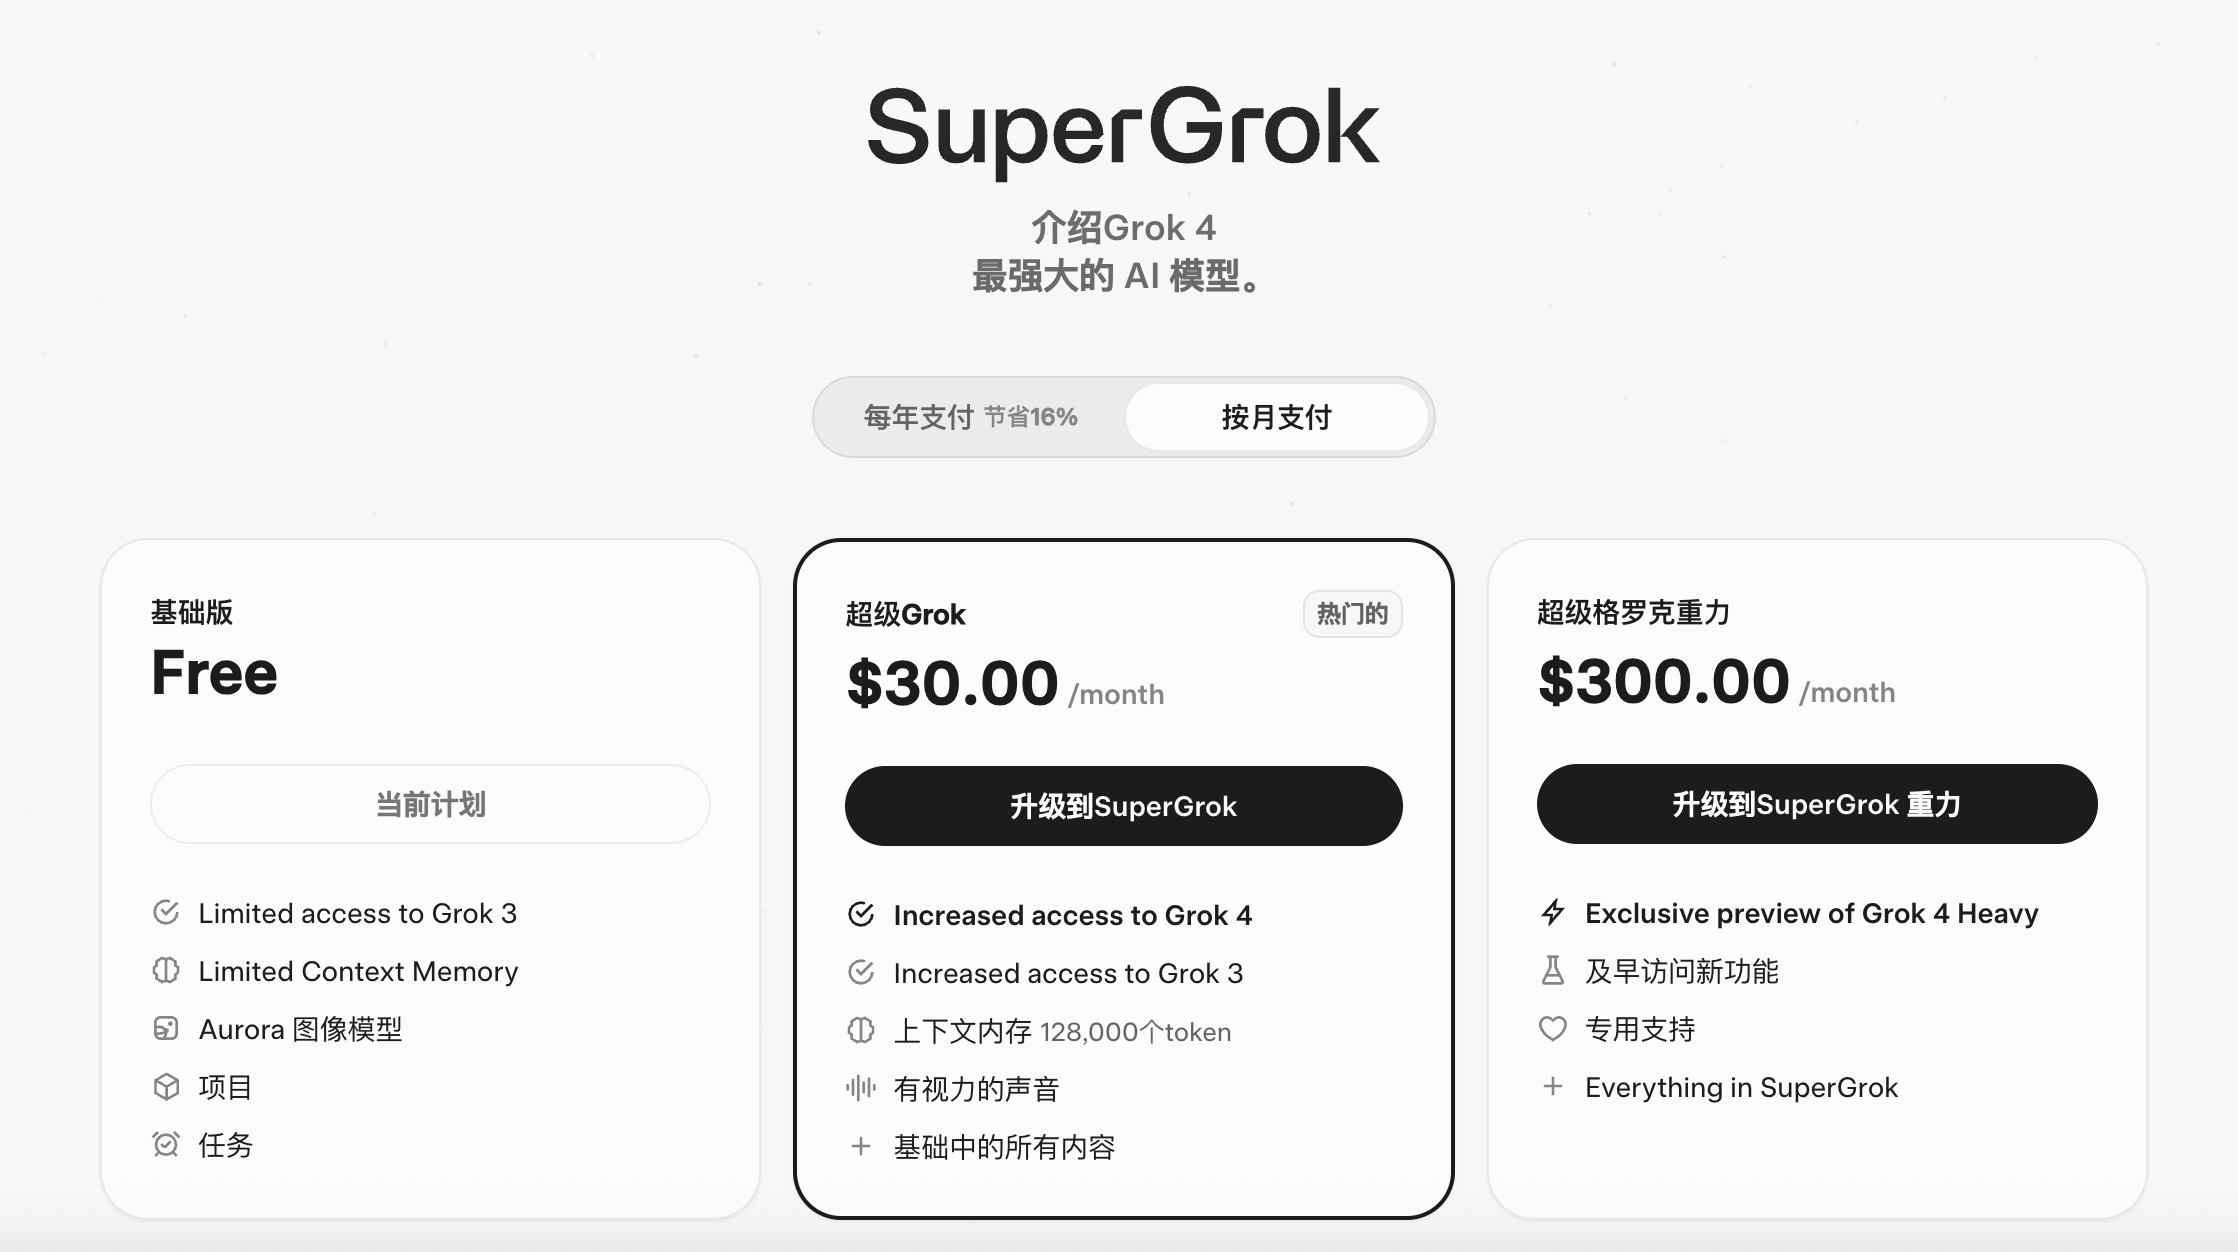 SuperGrok
介绍Grok 4
最强大的 AI 模型。
每年支付 节省16%
按月支付
基础版
Free
当前计划
Limited access to Grok 3
Limited Context Memory
Aurora 图像模型
项目
任务
超级Grok
热门的
$30.00 /month
升级到SuperGrok
Increased access to Grok 4
Increased access to Grok 3
上下文内存 128,000个token
有视力的声音
基础中的所有内容
超级格罗克重力
$300.00 /month
升级到SuperGrok 重力
Exclusive preview of Grok 4 Heavy
及早访问新功能
专用支持
Everything in SuperGrok